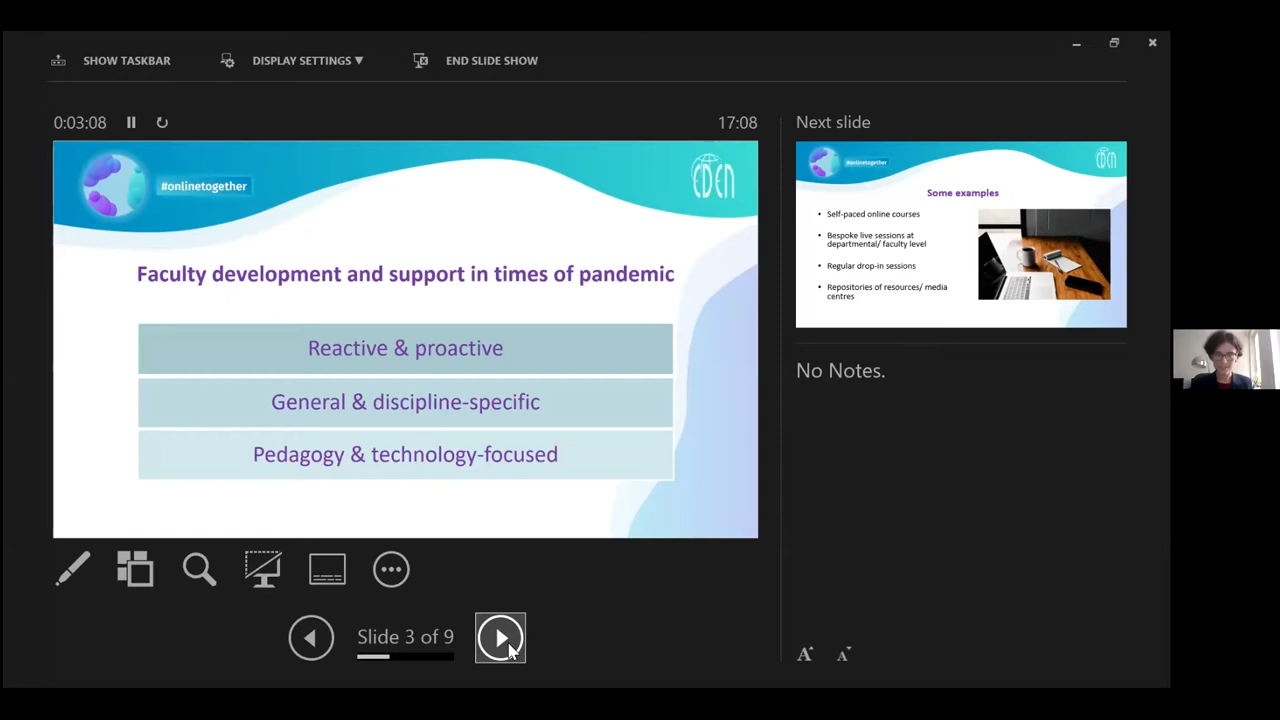 SHOW TASKBAR
DISPLAY SETTINGS ▼
END SLIDE SHOW
0:03:08
17:08
#onlinetogether
EDEN
Faculty development and support in times of pandemic
Reactive & proactive
General & discipline-specific
Pedagogy & technology-focused
Slide 3 of 9
Next slide
#onlinetogether
EDEN
Some examples
• Self-paced online courses
• Bespoke live sessions at
departmental/ faculty level
• Regular drop-in sessions
• Repositories of resources/ media
centres
No Notes.
A A